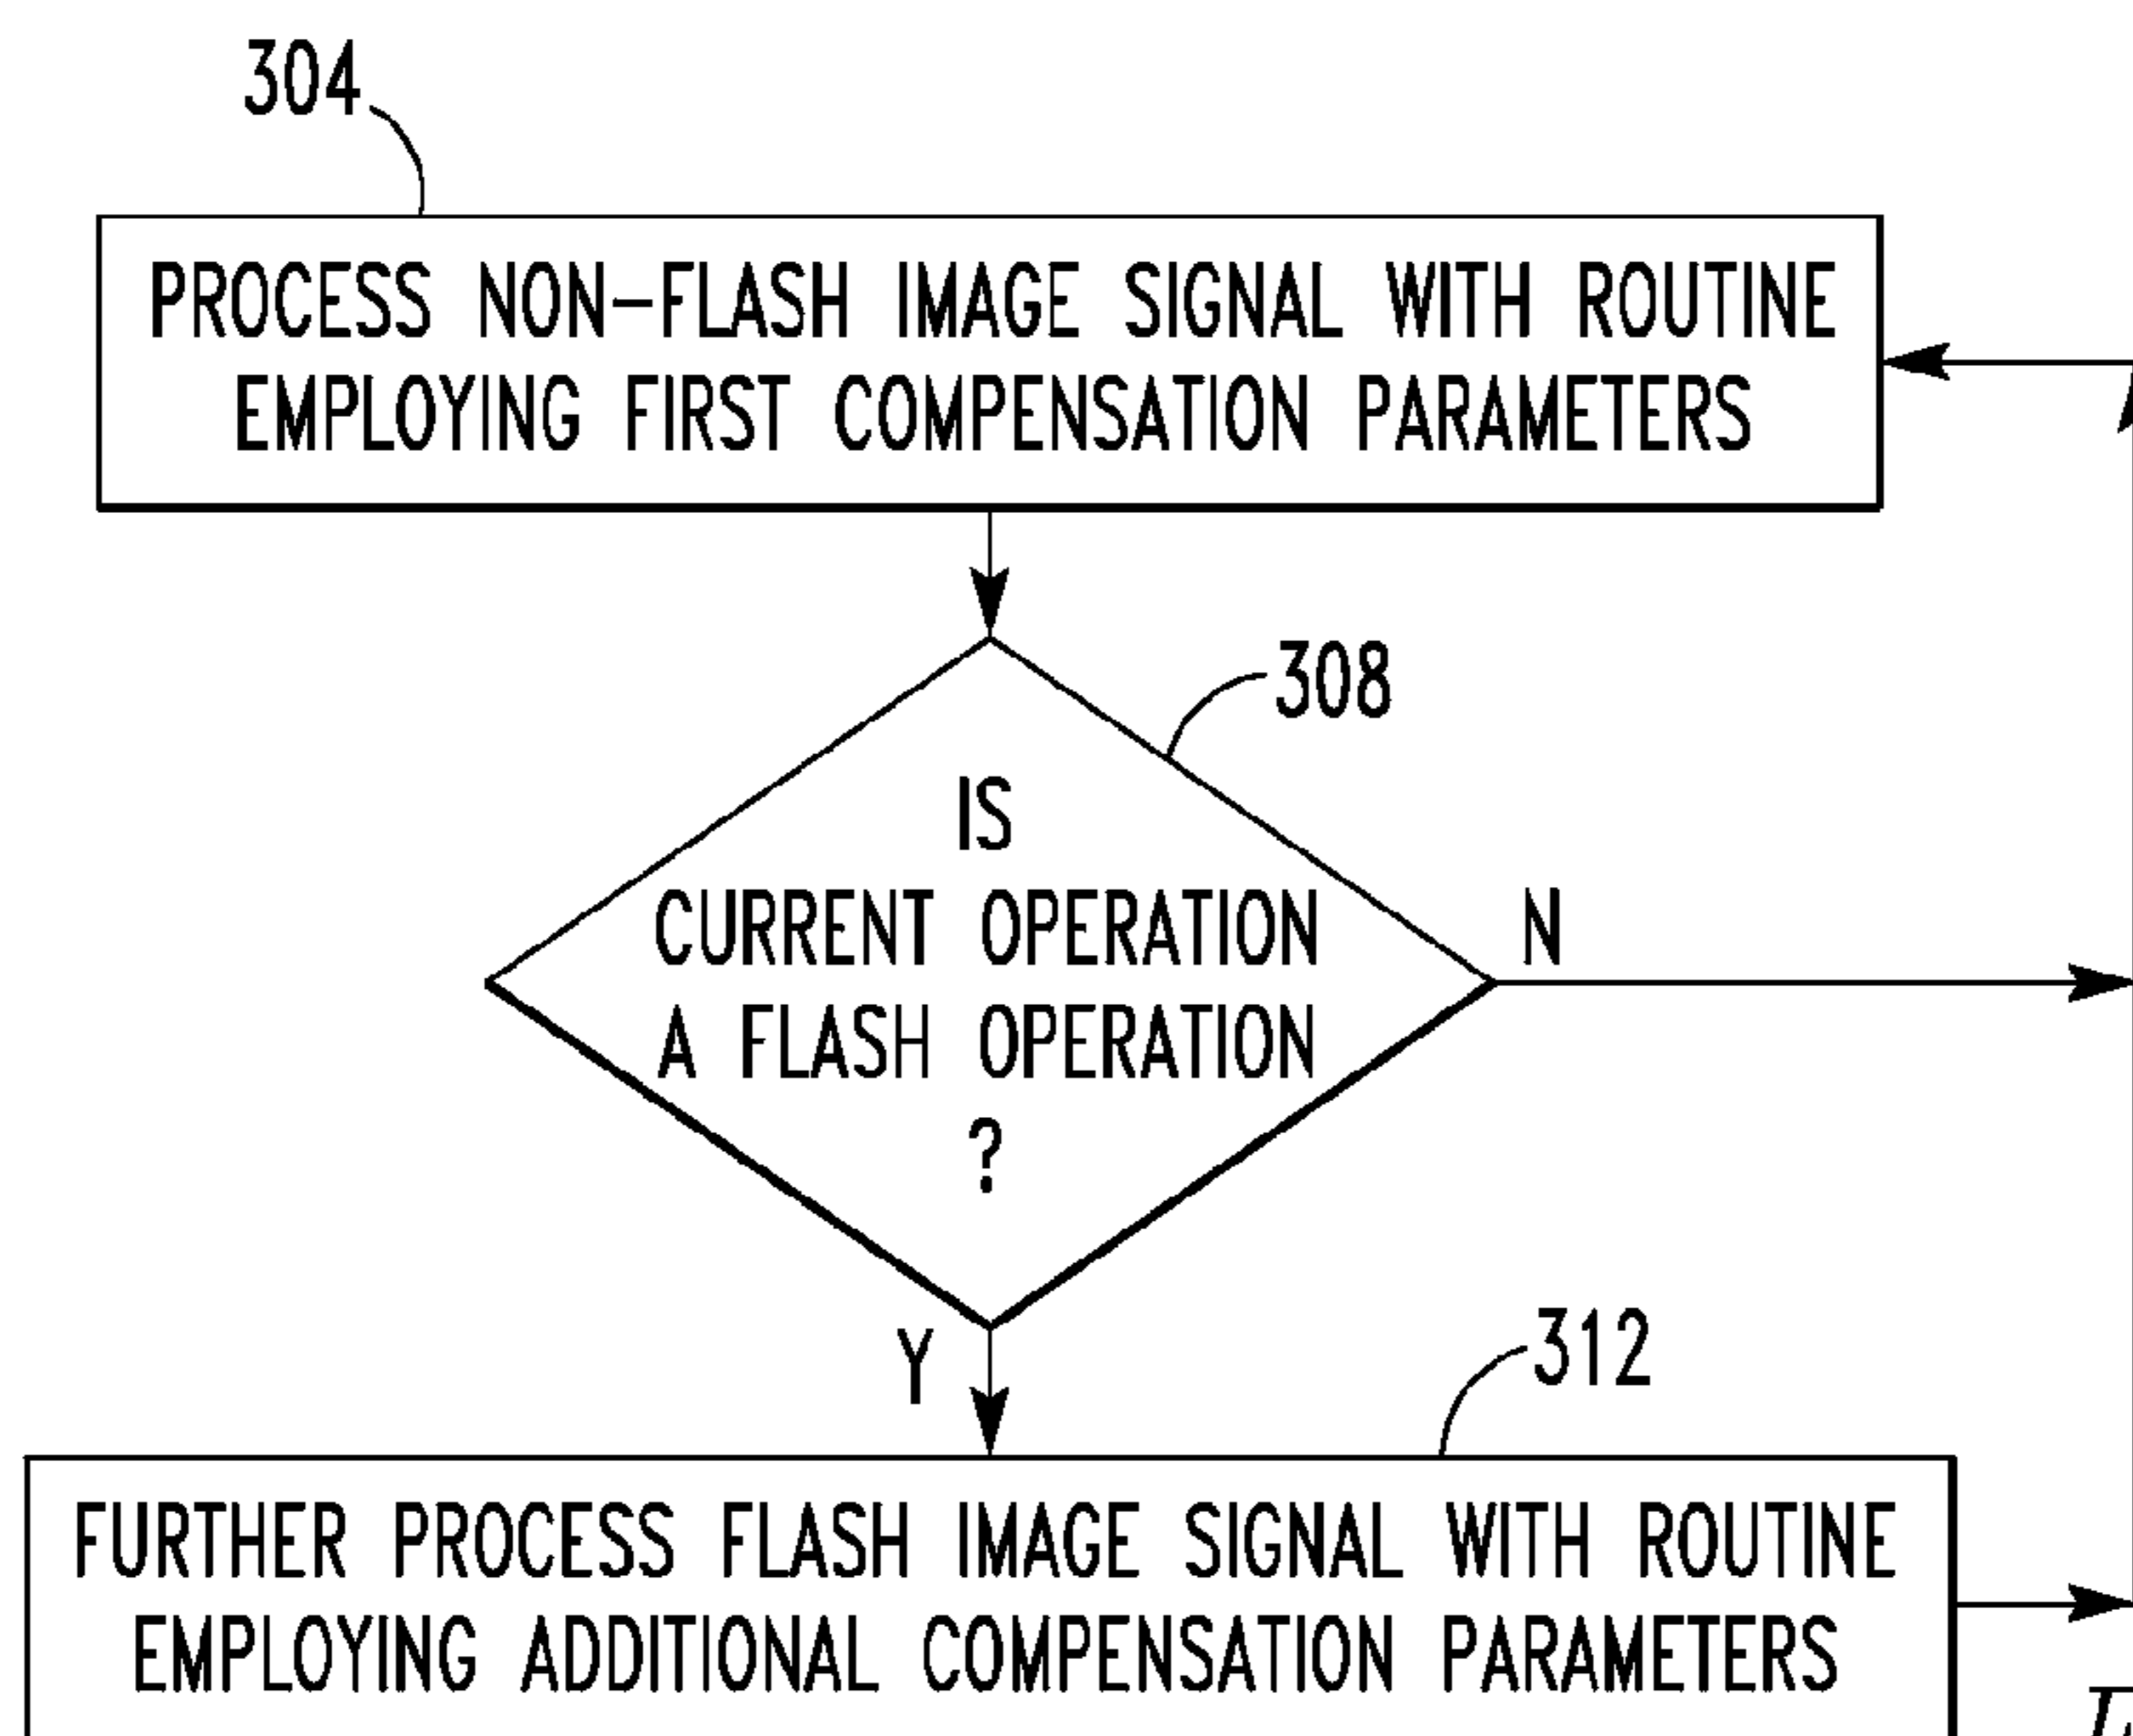 304
PROCESS NON-FLASH IMAGE SIGNAL WITH ROUTINE
EMPLOYING FIRST COMPENSATION PARAMETERS
308
IS
CURRENT OPERATION
A FLASH OPERATION
?
N
Y
312
FURTHER PROCESS FLASH IMAGE SIGNAL WITH ROUTINE
EMPLOYING ADDITIONAL COMPENSATION PARAMETERS